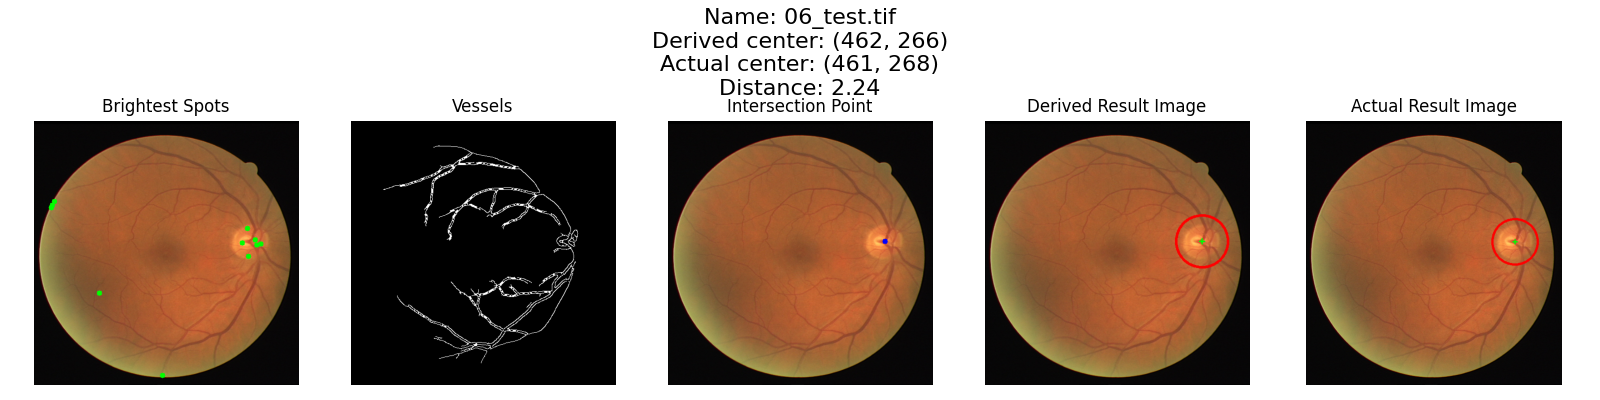 Name: 06_test.tif
Derived center: (462, 266)
Actual center: (461, 268)
Distance: 2.24
Brightest Spots
Vessels
Intersection Point
Derived Result Image
Actual Result Image